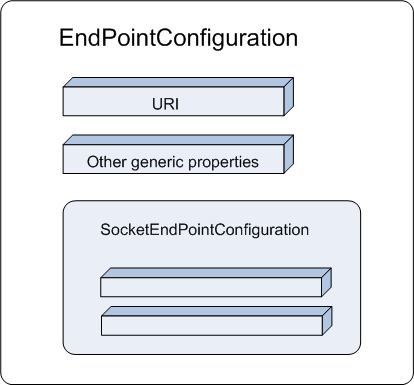 EndPointConfiguration
URI
Other generic properties
SocketEndPointConfiguration